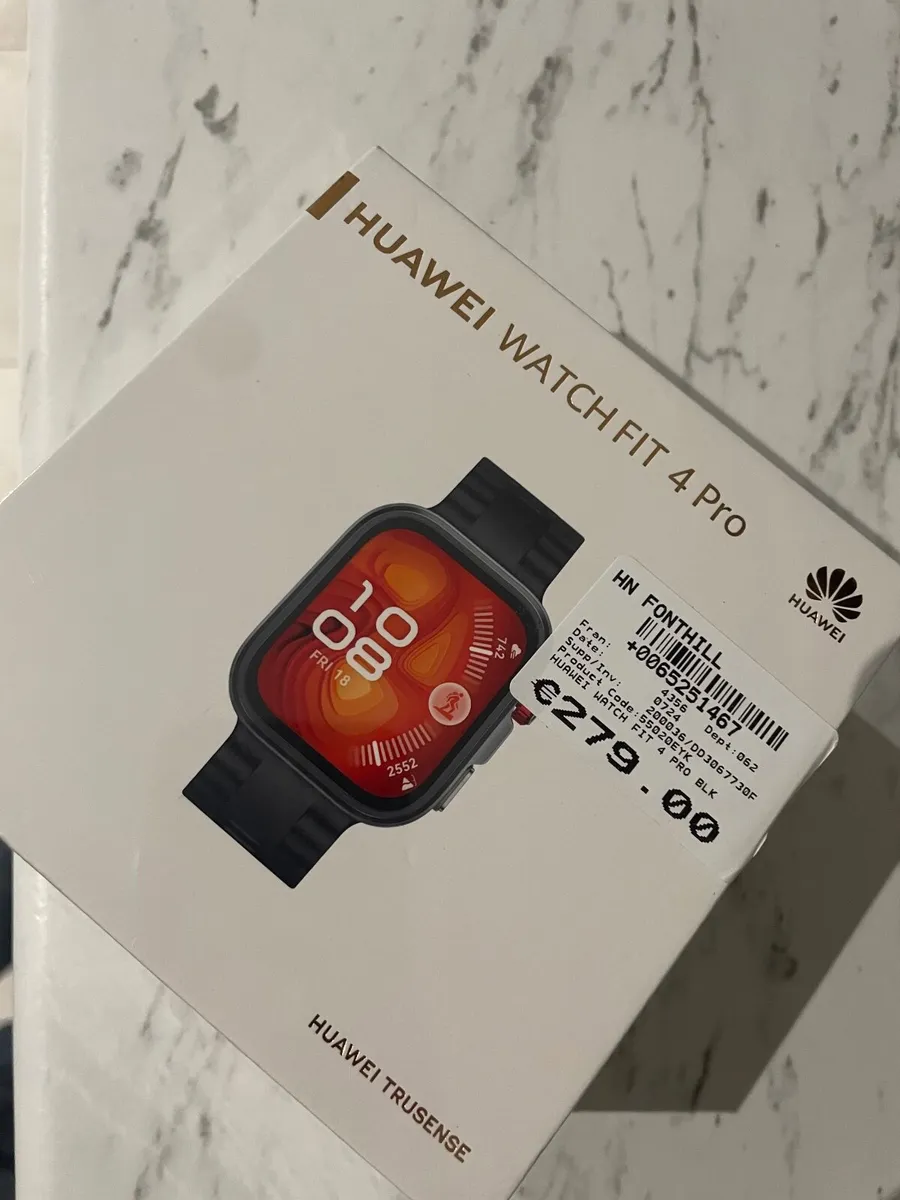 HUAWEI WATCH FIT 4 Pro
HUAWEI
10
08
FRI 18
742
2552
HN FONTHILL
+0065251467
Fran: 4356 Dept:062
Date: 0724
Supp/Inv: 200036/DD3067730F
Product Code:55020EYK
HUAWEI WATCH FIT 4 PRO BLK
€279.00
HUAWEI TRUSENSE